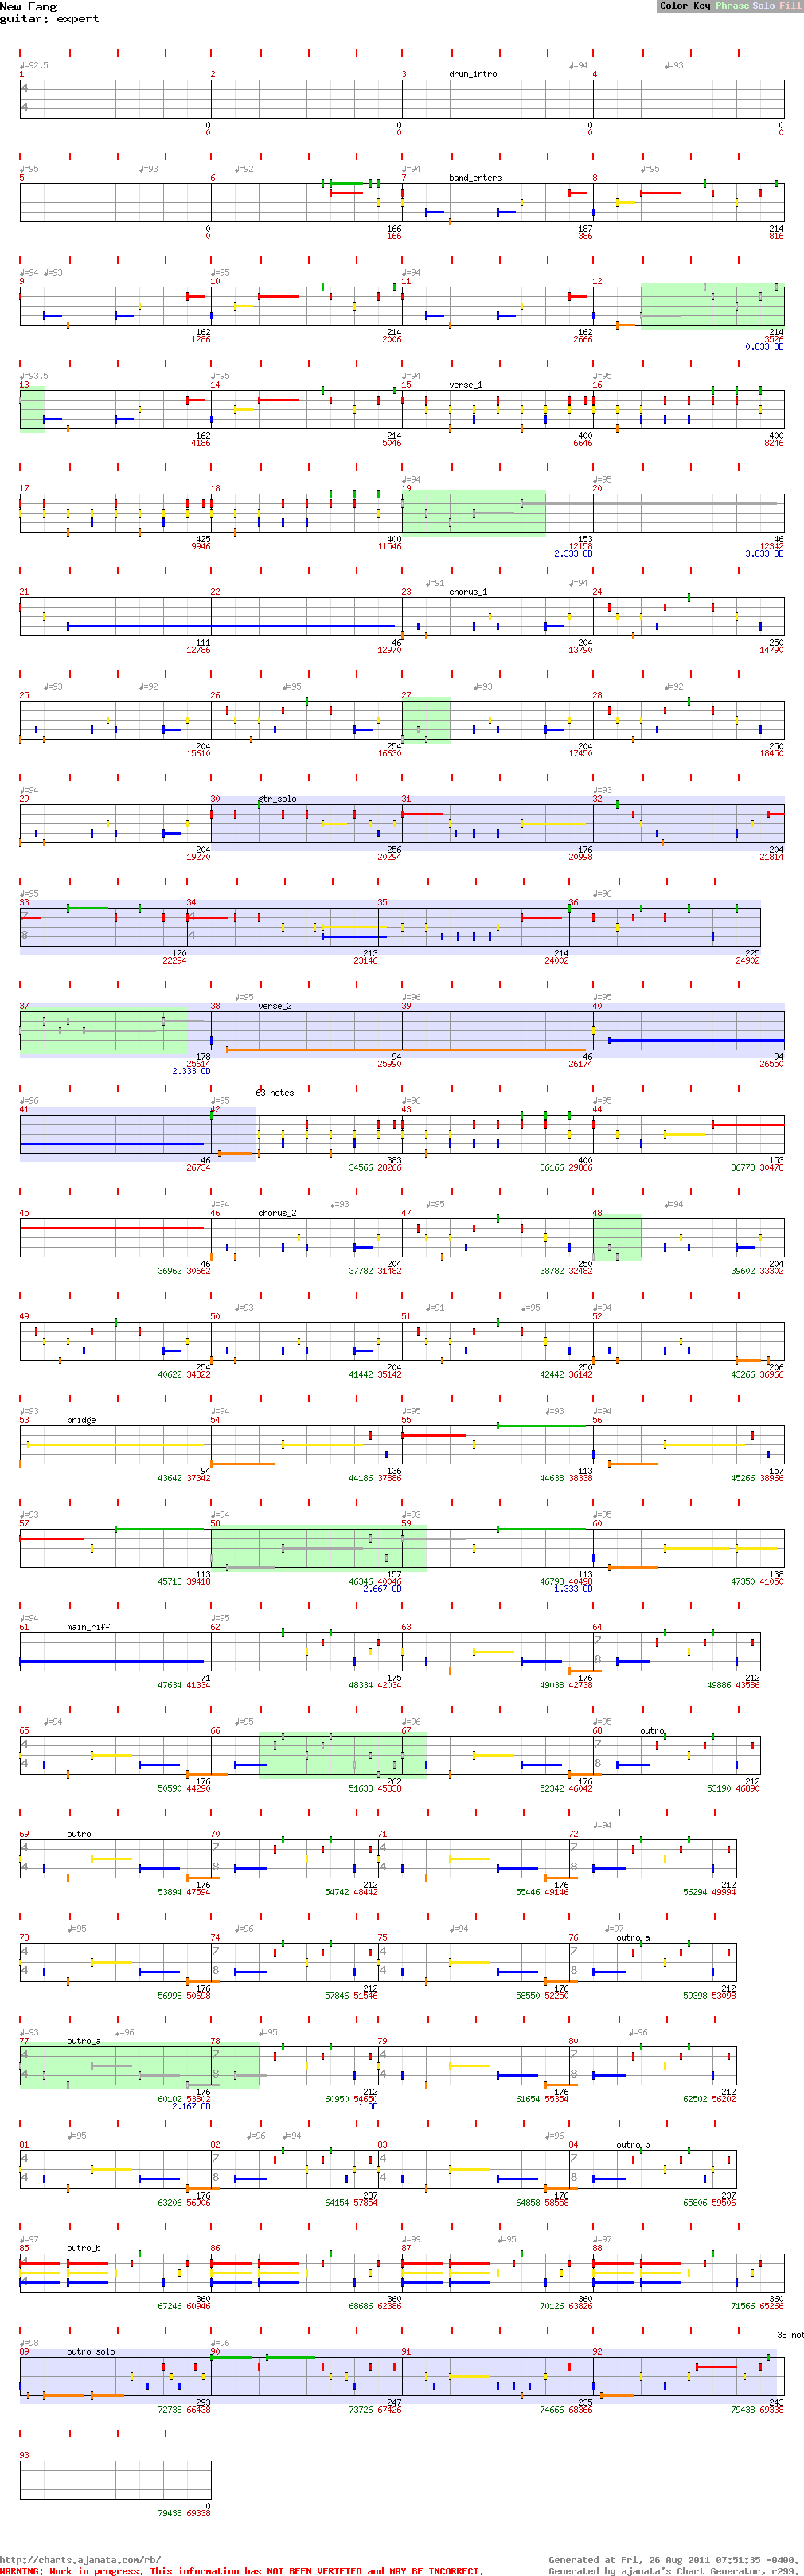 New Fang
Color Key Phrase Solo Fill
guitar: expert
♩=92.5 ♩=94 ♩=93
1 2 3 drum_intro 4
4
4
0 0 0 0
0 0 0 0
♩=95 ♩=93 ♩=92 ♩=94 ♩=95
5 6 7 band_enters 8
0 166 187 214
0 166 386 816
♩=94 ♩=93 ♩=95 ♩=94
9 10 11 12
162 214 162 214
1286 2006 2666 3526
0.833 OD
♩=93.5 ♩=95 ♩=94 ♩=95
13 14 15 verse_1 16
162 214 400 400
4186 5046 6646 8246
♩=94 ♩=95
17 18 19 20
425 400 153 46
9946 11546 12158 12342
2.333 OD 3.833 OD
♩=91 ♩=94
21 22 23 chorus_1 24
111 46 204 250
12786 12970 13790 14790
♩=93 ♩=92 ♩=95 ♩=93 ♩=92
25 26 27 28
204 254 204 250
15610 16630 17450 18450
♩=94 ♩=93
29 30 gtr_solo 31 32
204 256 176 204
19270 20294 20998 21814
♩=95 ♩=96
33 34 35 36
7 4
8 4
120 213 214 225
22294 23146 24002 24902
♩=95 ♩=96 ♩=95
37 38 verse_2 39 40
178 94 46 94
25614 25990 26174 26550
2.333 OD
63 notes
♩=96 ♩=95 ♩=96 ♩=95
41 42 43 44
46 383 400 153
26734 34566 28266 36166 29866 36778 30478
♩=94 ♩=93 ♩=95 ♩=94
45 46 chorus_2 47 48
46 204 250 204
36962 30662 37782 31482 38782 32482 39602 33302
♩=93 ♩=91 ♩=95 ♩=94
49 50 51 52
254 204 250 206
40622 34322 41442 35142 42442 36142 43266 36966
♩=93 ♩=94 ♩=95 ♩=93 ♩=94
53 bridge 54 55 56
94 136 113 157
43642 37342 44186 37886 44638 38338 45266 38966
♩=93 ♩=94 ♩=93 ♩=95
57 58 59 60
113 157 113 138
45718 39418 46346 40046 46798 40498 47350 41050
2.667 OD 1.333 OD
♩=94 ♩=95
61 main_riff 62 63 64
7
8
71 175 176 212
47634 41334 48334 42034 49038 42738 49886 43586
♩=94 ♩=95 ♩=96 ♩=95
65 66 67 68 outro
4 7
4 8
176 262 176 212
50590 44290 51638 45338 52342 46042 53190 46890
♩=94
69 outro 70 71 72
4 7 4 7
4 8 4 8
176 212 176 212
53894 47594 54742 48442 55446 49146 56294 49994
♩=95 ♩=96 ♩=94 ♩=97
73 74 75 76 outro_a
4 7 4 7
4 8 4 8
176 212 176 212
56998 50698 57846 51546 58550 52250 59398 53098
♩=93 ♩=96 ♩=95 ♩=96
77 outro_a 78 79 80
4 7 4 7
4 8 4 8
176 212 176 212
60102 53802 60950 54650 61654 55354 62502 56202
2.167 OD 1 OD
♩=95 ♩=96 ♩=94 ♩=96
81 82 83 84 outro_b
4 7 4 7
4 8 4 8
176 237 176 237
63206 56906 64154 57854 64858 58558 65806 59506
♩=97 ♩=99 ♩=95 ♩=97
85 outro_b 86 87 88
4
4
360 360 360 360
67246 60946 68686 62386 70126 63826 71566 65266
38 not
♩=98 ♩=96
89 outro_solo 90 91 92
293 247 235 243
72738 66438 73726 67426 74666 68366 79438 69338
93
0
79438 69338
http://charts.ajanata.com/rb/
Generated at Fri, 26 Aug 2011 07:51:35 -0400.
WARNING: Work in progress. This information has NOT BEEN VERIFIED and MAY BE INCORRECT.
Generated by ajanata's Chart Generator, r299.